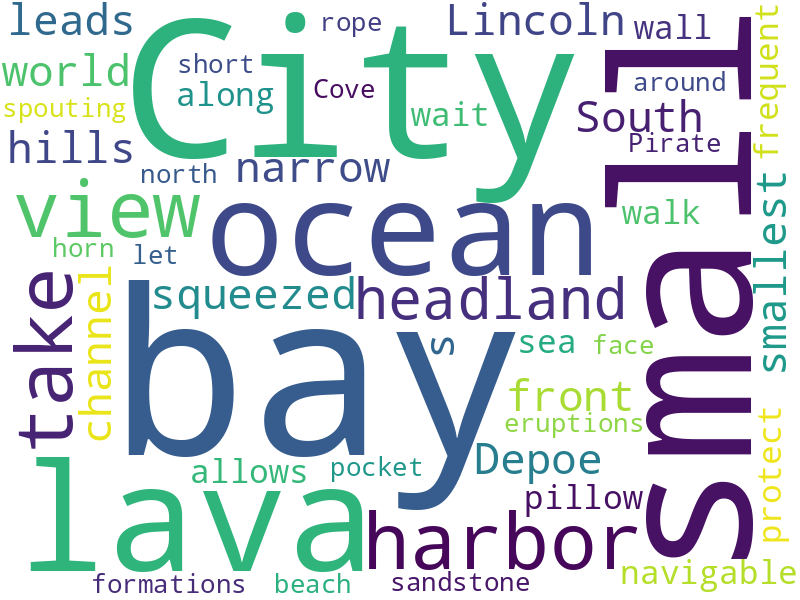 leads
City
rope
Lincoln
wall
small
frequent
world
short
along
Cove
wait
around
spouting
South
Pirate
hills
north
narrow
view
ocean
walk
smallest
horn
let
take
channel
squeezed
headland
bay
s
sea
face
front
eruptions
lava
allows
pocket
Depoe
protect
pillow
harbor
navigable
formations
beach
sandstone